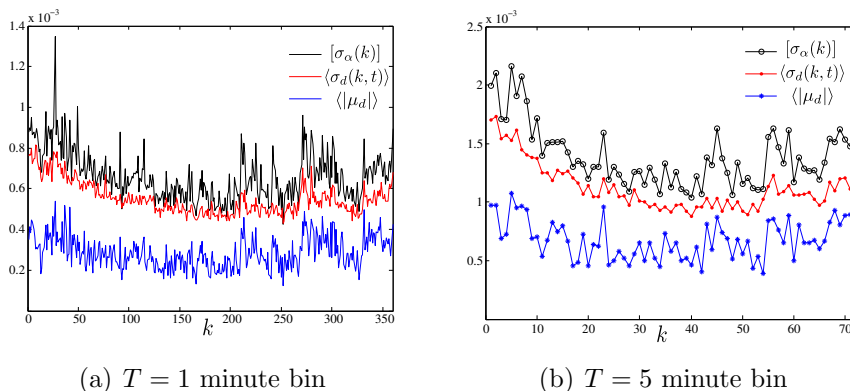 x 10⁻³
1.4
1.2
1
0.8
0.6
0.4
0.2
0 50 100 150 200 250 300 350
k
[σ_α(k)]
⟨σ_d(k, t)⟩
⟨|μ_d|⟩
(a) T = 1 minute bin
x 10⁻³
2.5
2
1.5
1
0.5
0 10 20 30 40 50 60 70
k
[σ_α(k)]
⟨σ_d(k, t)⟩
⟨|μ_d|⟩
(b) T = 5 minute bin